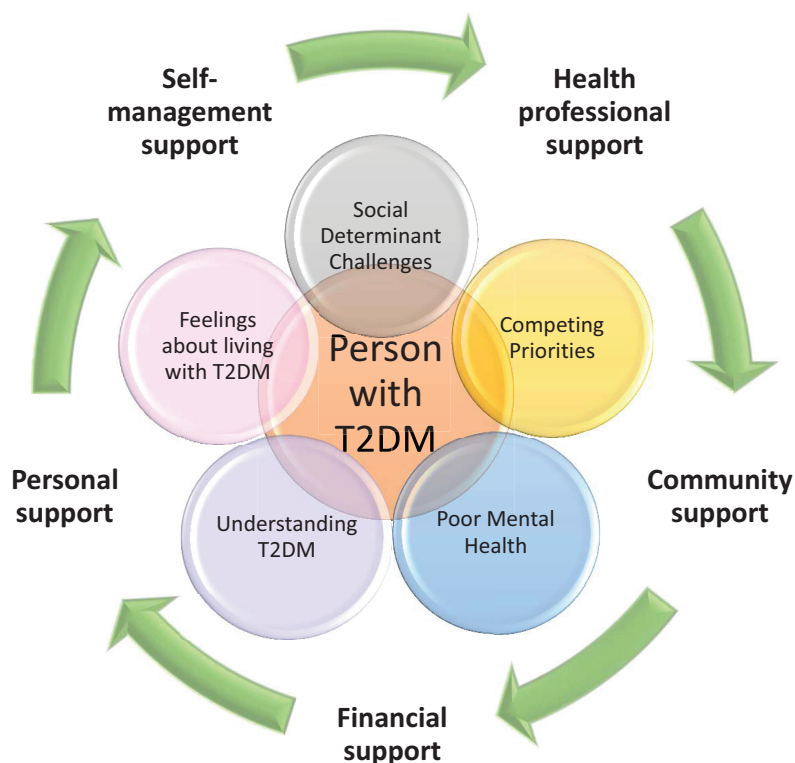 Self-
management
support
Health
professional
support
Social
Determinant
Challenges
Feelings
about living
with T2DM
Competing
Priorities
Person
with
T2DM
Personal
support
Community
support
Understanding
T2DM
Poor Mental
Health
Financial
support